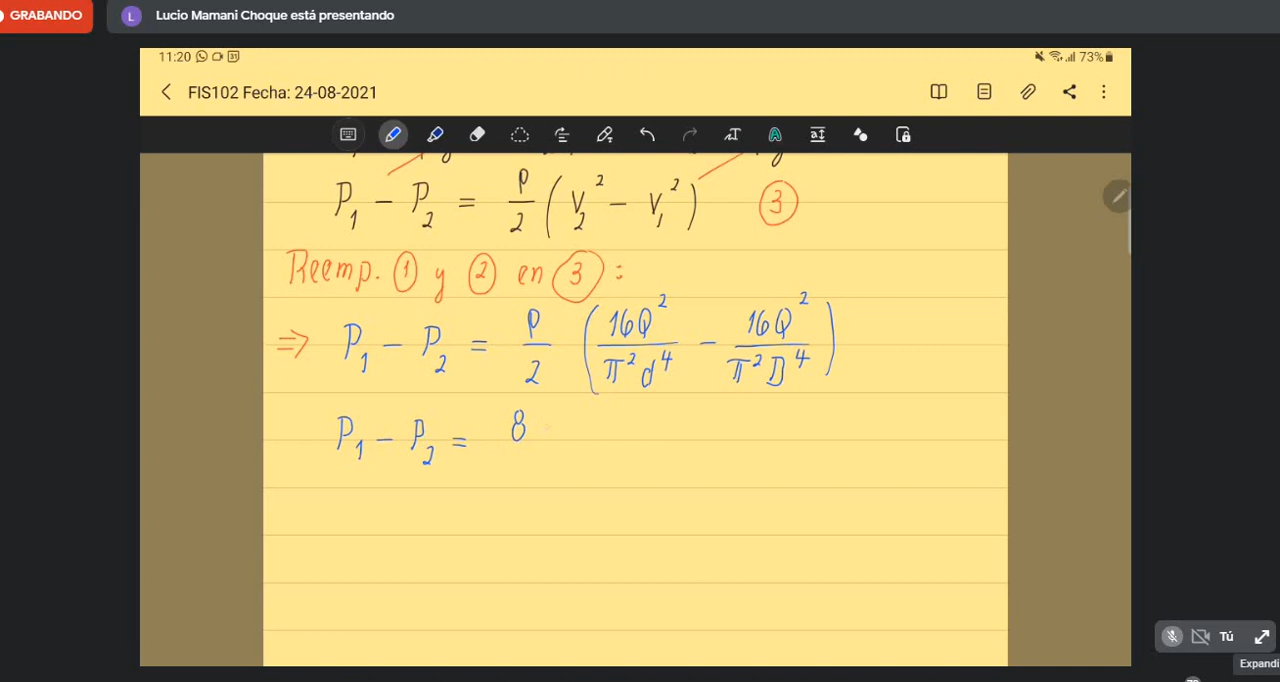 GRABANDO
L Lucio Mamani Choque está presentando
11:20 31 73%
FIS102 Fecha: 24-08-2021
P₁ - P₂ = ρ/2 (V₂² - V₁²) ③
Reemp. ① y ② en ③ :
⇒ P₁ - P₂ = ρ/2 (16Q²/π²d⁴ - 16Q²/π²D⁴)
P₁ - P₂ = 8
Tú
Expandi